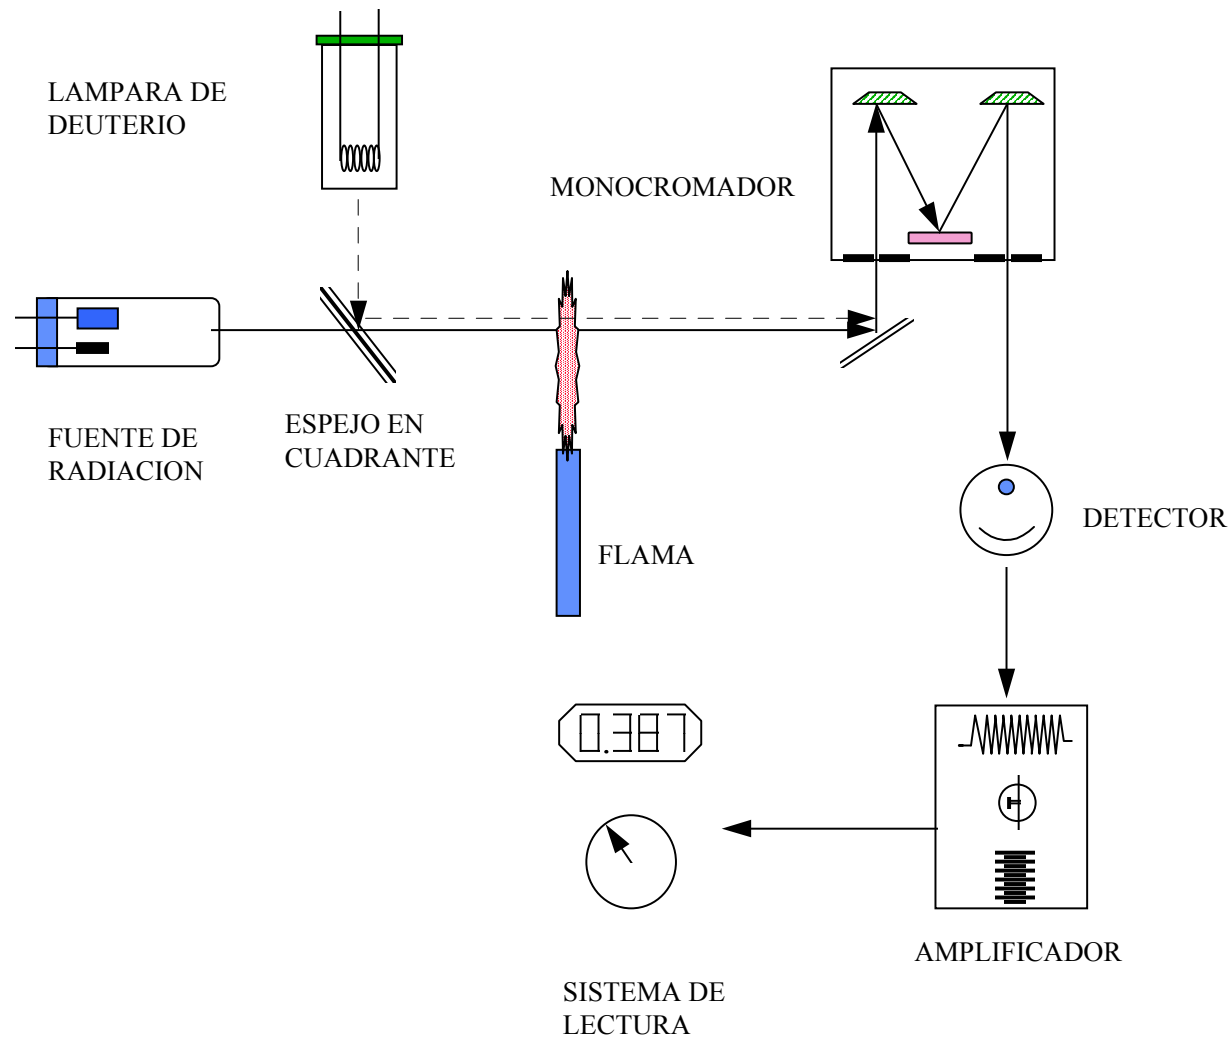 LAMPARA DE
DEUTERIO
MONOCROMADOR
FUENTE DE
RADIACION
ESPEJO EN
CUADRANTE
FLAMA
DETECTOR
0.387
AMPLIFICADOR
SISTEMA DE
LECTURA